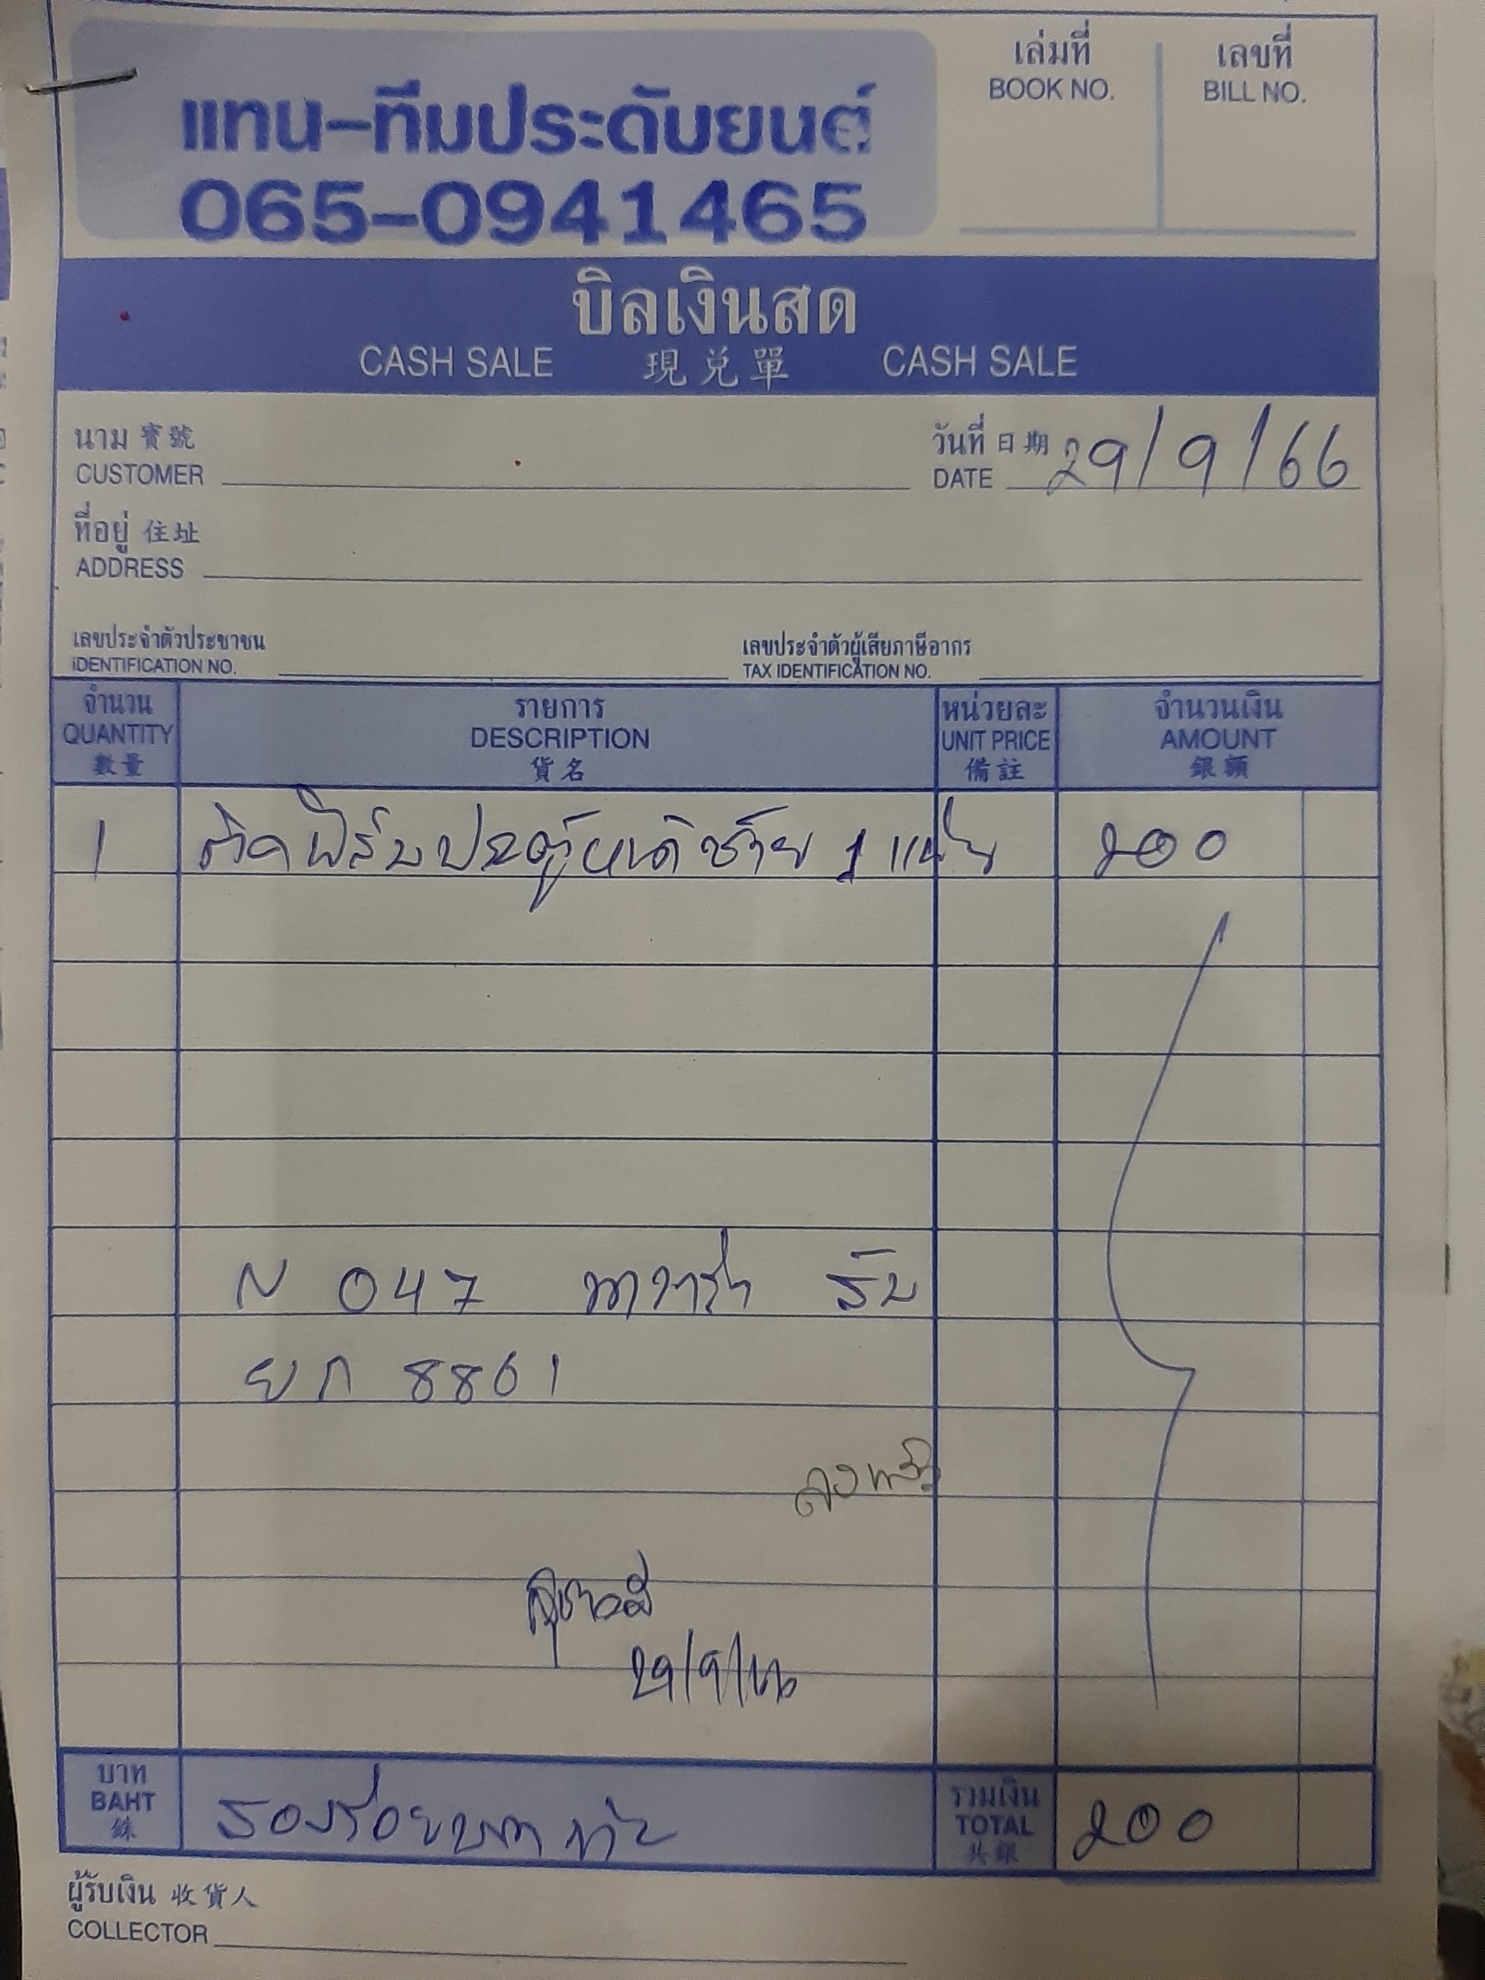 แทน-ทีมประดับยนต์
065-0941465
เล่มที่
BOOK NO.
เลขที่
BILL NO.
บิลเงินสด
CASH SALE 現兑單 CASH SALE
นาม 寶號
CUSTOMER
วันที่ 日期 29/9/66
DATE
ที่อยู่ 住址
ADDRESS
เลขประจำตัวประชาชน
IDENTIFICATION NO.
เลขประจำตัวผู้เสียภาษีอากร
TAX IDENTIFICATION NO.
จำนวน รายการ หน่วยละ จำนวนเงิน
QUANTITY DESCRIPTION UNIT PRICE AMOUNT
數量 貨名 備註 銀額
1 ติดฟิล์มประตูหน้าซ้าย 1 แผ่น 200
N 047 นาวาร่า
ยก 8861
29/9/66
บาท
BAHT
銖
สองร้อยบาท
รวมเงิน
TOTAL
共銀
200
ผู้รับเงิน 收貨人
COLLECTOR